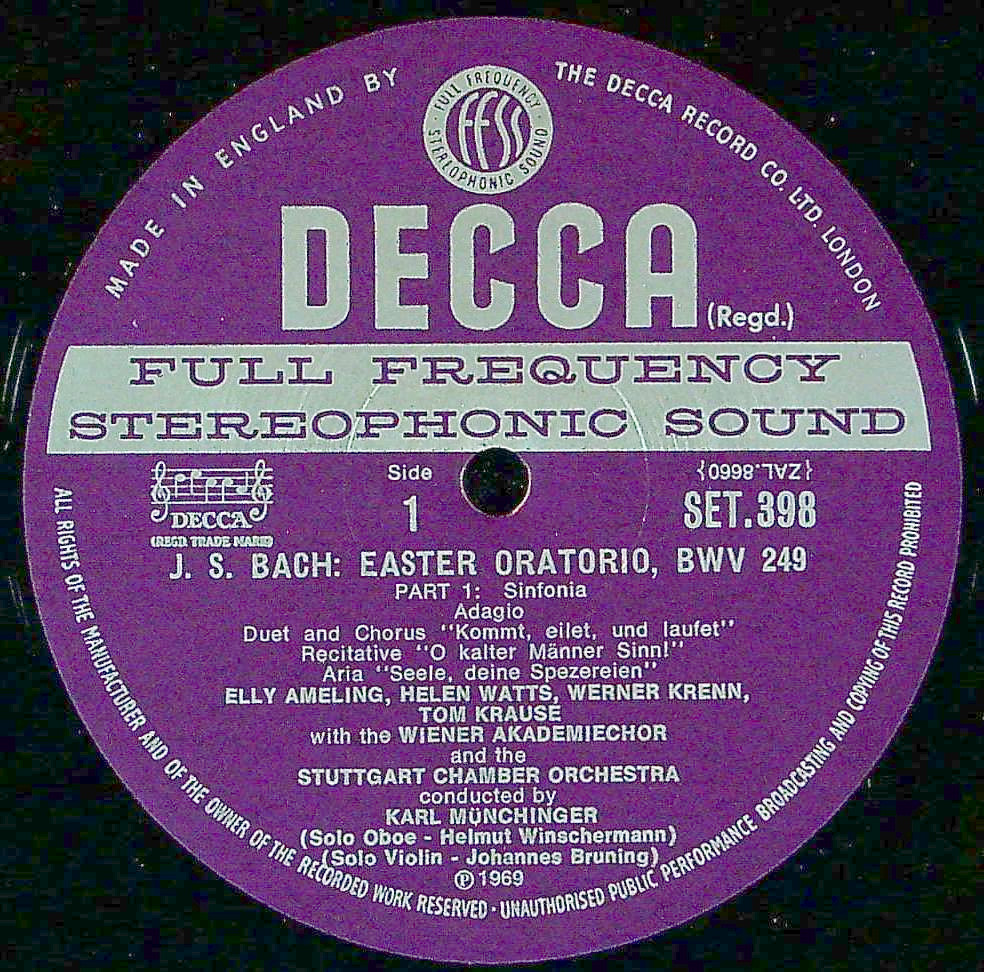 MADE IN ENGLAND BY
THE DECCA RECORD CO. LTD. LONDON
FULL FREQUENCY
FFSS
STEREOPHONIC SOUND
DECCA (Regd.)
FULL FREQUENCY
STEREOPHONIC SOUND
DECCA
(REGD. TRADE MARK)
Side
1
{ZAL.8660}
SET.398
J. S. BACH: EASTER ORATORIO, BWV 249
PART 1: Sinfonia
Adagio
Duet and Chorus "Kommt, eilet, und laufet"
Recitative "O kalter Männer Sinn!"
Aria "Seele, deine Spezereien"
ELLY AMELING, HELEN WATTS, WERNER KRENN,
TOM KRAUSE
with the WIENER AKADEMIECHOR
and the
STUTTGART CHAMBER ORCHESTRA
conducted by
KARL MÜNCHINGER
(Solo Oboe - Helmut Winschermann)
(Solo Violin - Johannes Bruning)
℗ 1969
ALL RIGHTS OF THE MANUFACTURER AND OF THE OWNER OF THE RECORDED WORK RESERVED · UNAUTHORISED PUBLIC PERFORMANCE BROADCASTING AND COPYING OF THIS RECORD PROHIBITED